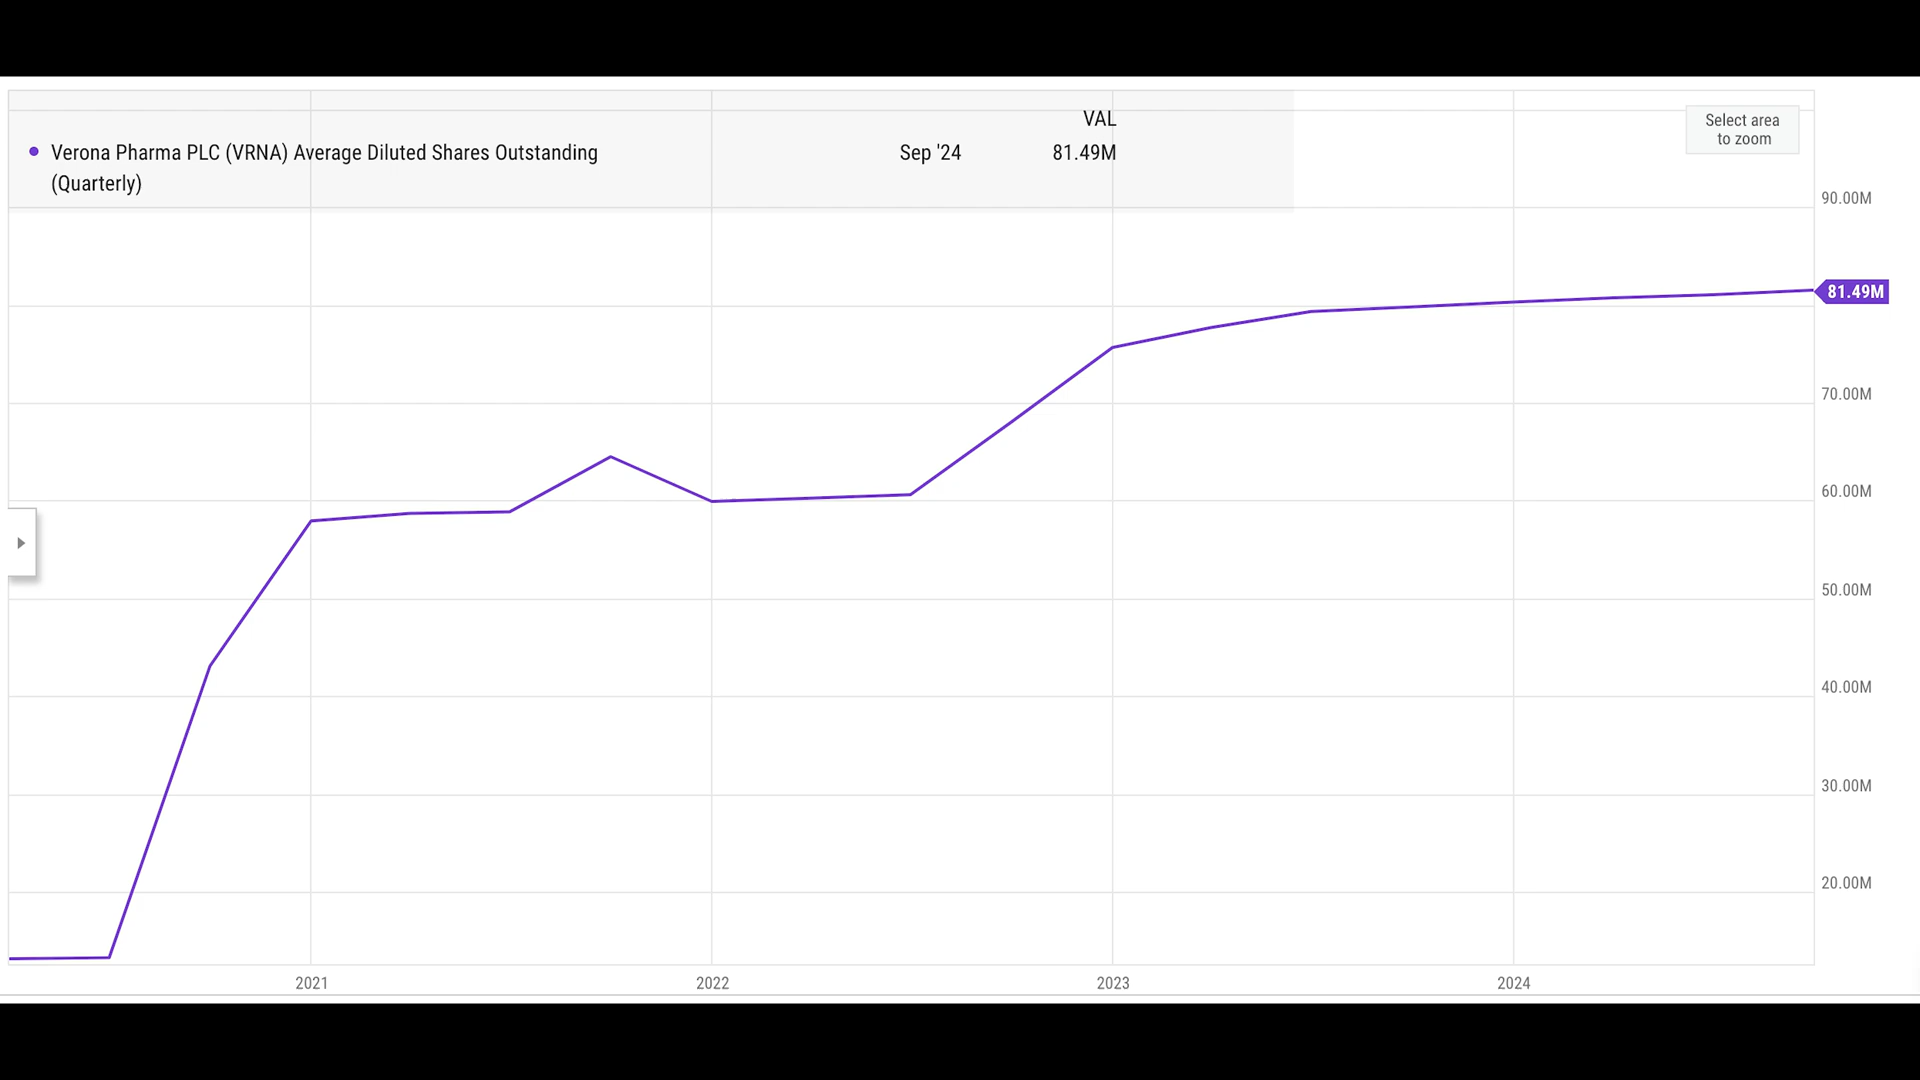 VAL
Verona Pharma PLC (VRNA) Average Diluted Shares Outstanding
(Quarterly)
Sep '24
81.49M
Select area
to zoom
90.00M
81.49M
70.00M
60.00M
50.00M
40.00M
30.00M
20.00M
2021
2022
2023
2024